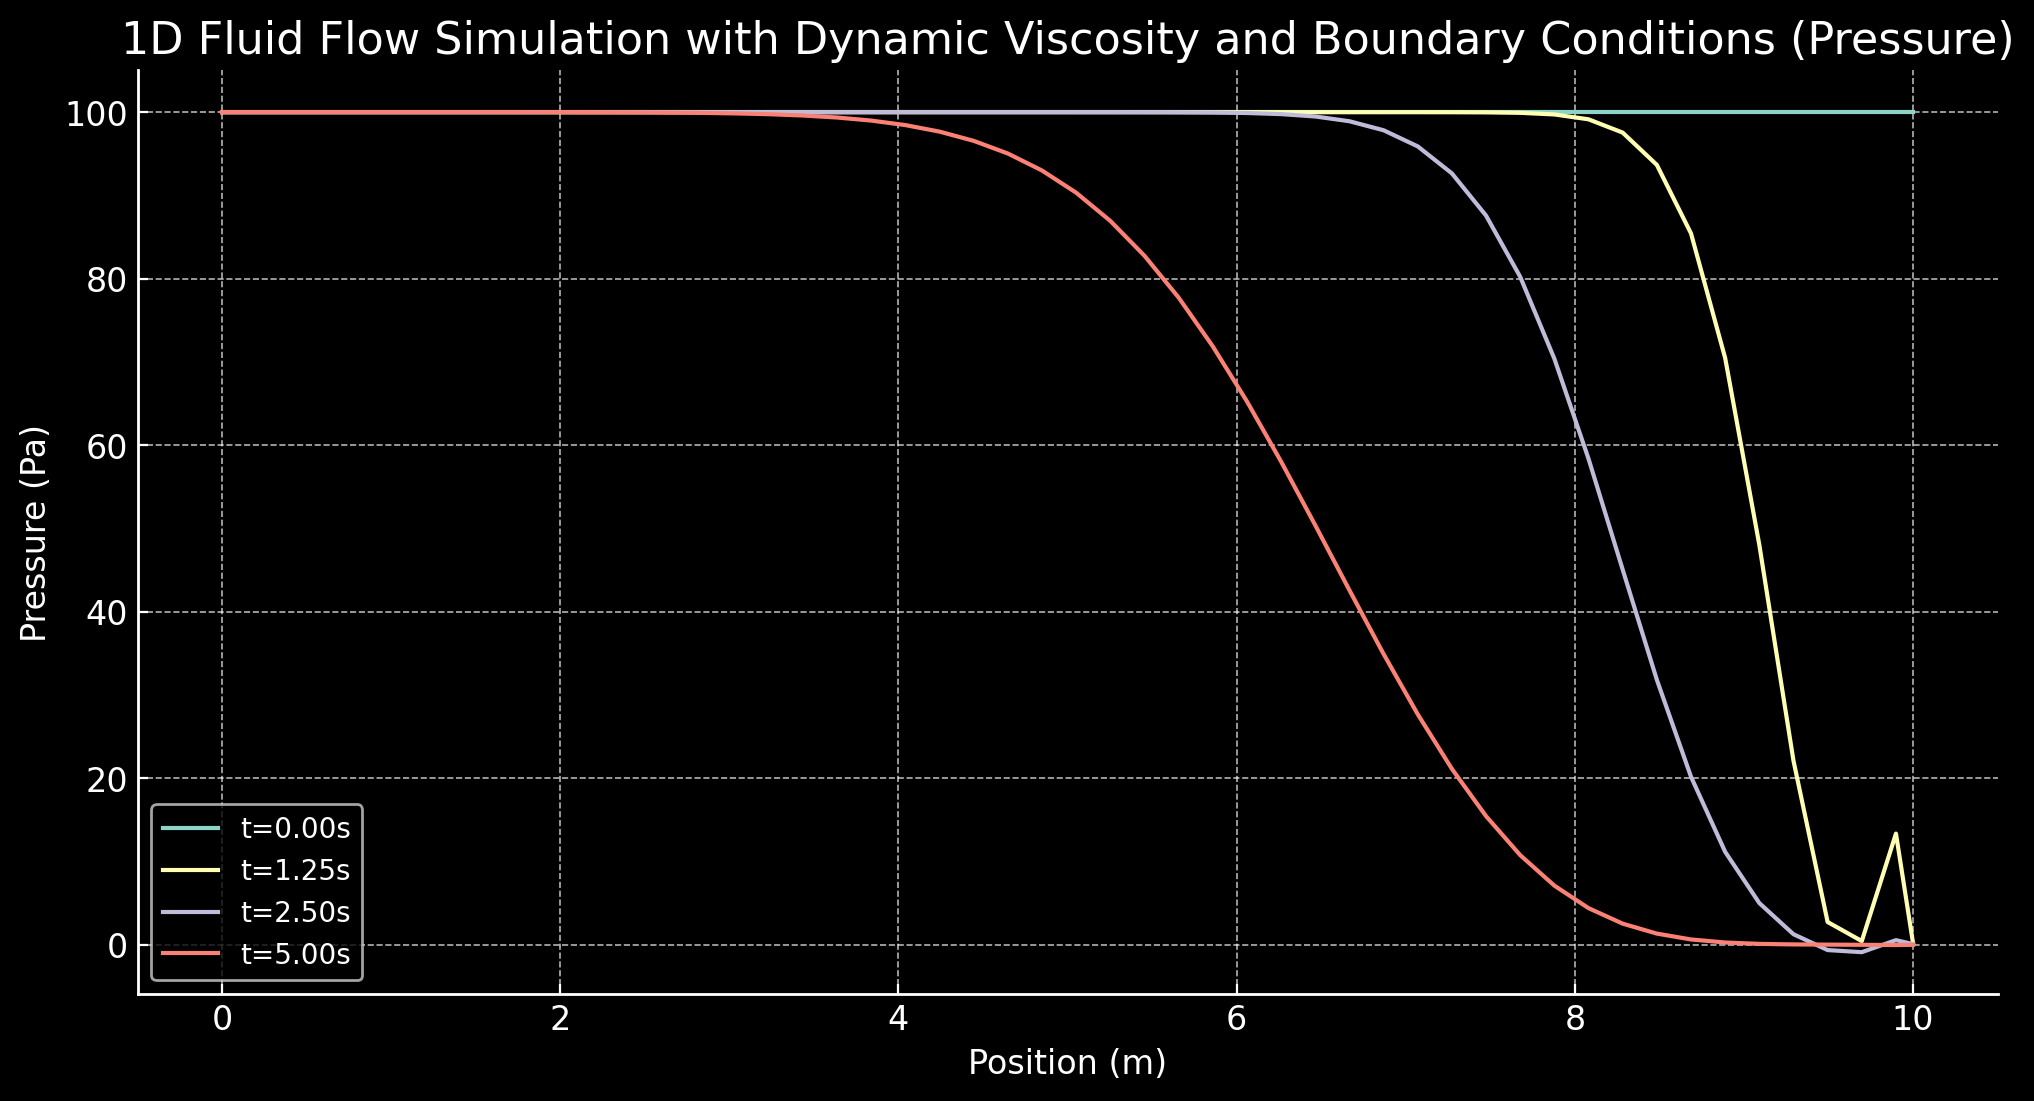 1D Fluid Flow Simulation with Dynamic Viscosity and Boundary Conditions (Pressure)
Pressure (Pa)
100
80
60
40
20
0
t=0.00s
t=1.25s
t=2.50s
t=5.00s
0 2 4 6 8 10
Position (m)